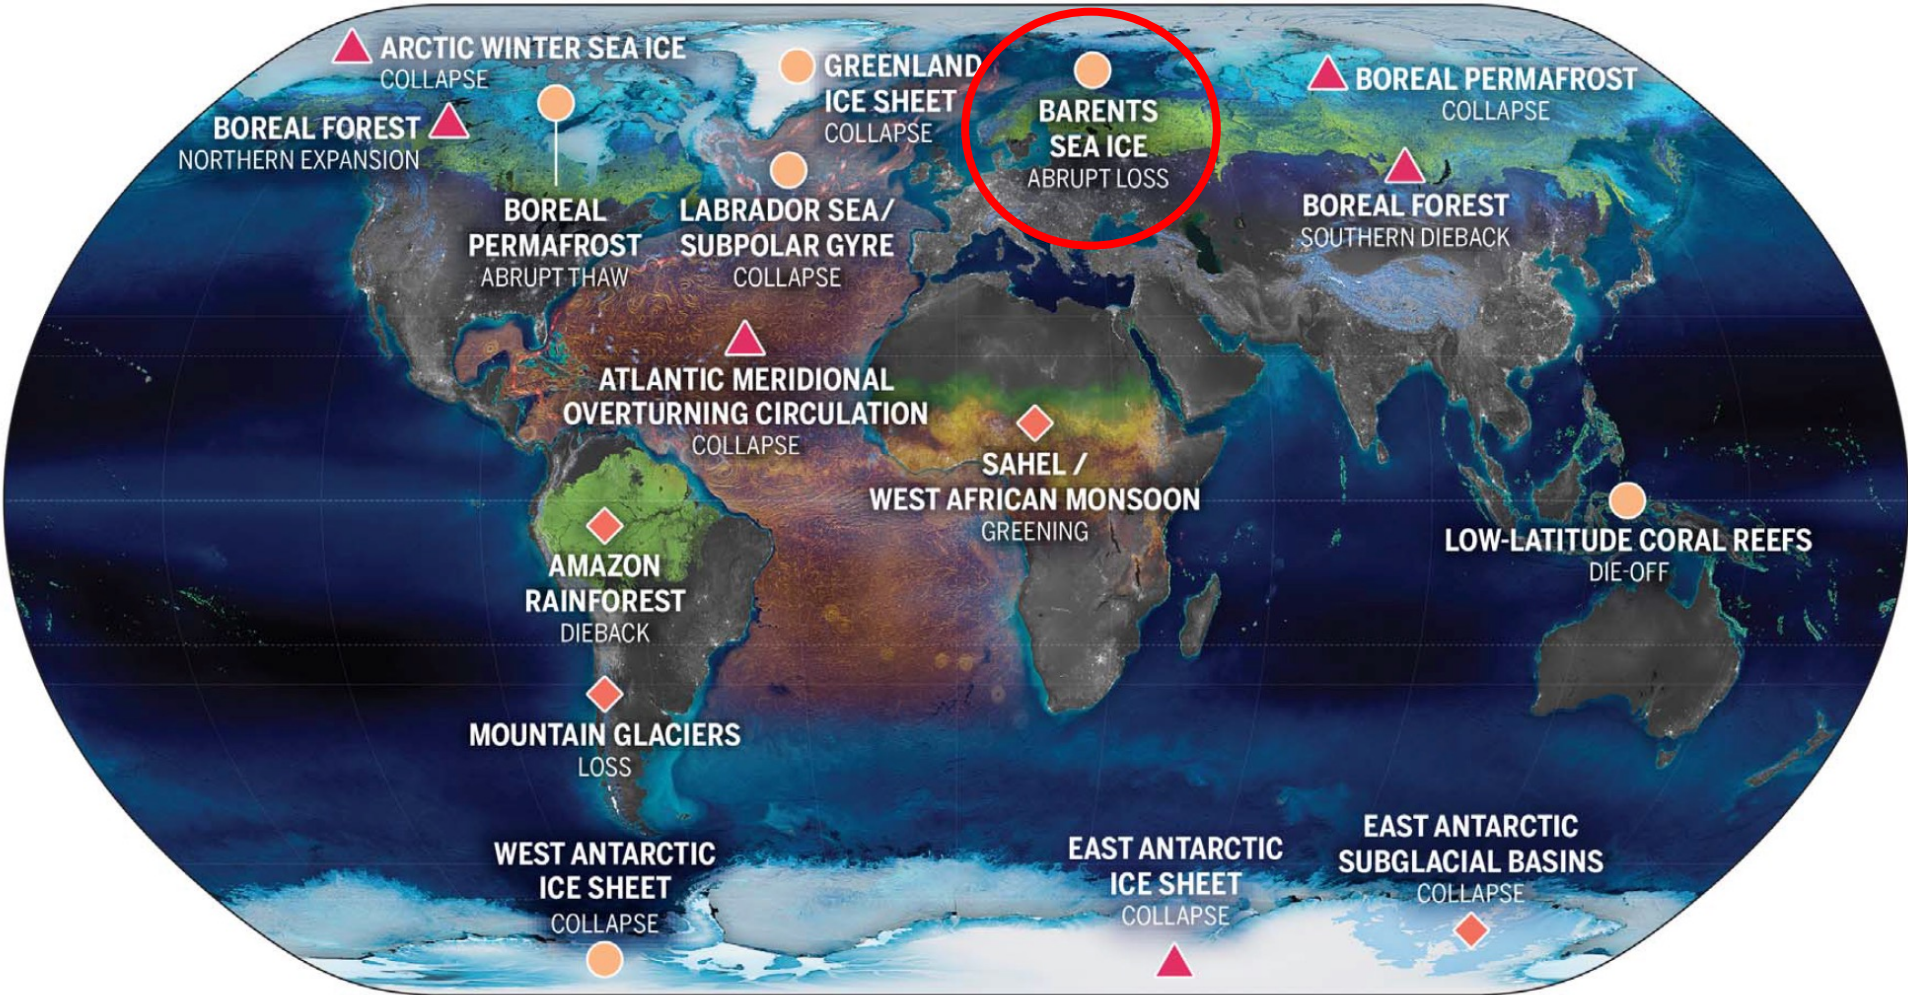 ARCTIC WINTER SEA ICE
COLLAPSE
GREENLAND
ICE SHEET
COLLAPSE
BARENTS
SEA ICE
ABRUPT LOSS
BOREAL PERMAFROST
COLLAPSE
BOREAL FOREST
NORTHERN EXPANSION
BOREAL
PERMAFROST
ABRUPT THAW
LABRADOR SEA/
SUBPOLAR GYRE
COLLAPSE
BOREAL FOREST
SOUTHERN DIEBACK
ATLANTIC MERIDIONAL
OVERTURNING CIRCULATION
COLLAPSE
SAHEL /
WEST AFRICAN MONSOON
GREENING
LOW-LATITUDE CORAL REEFS
DIE-OFF
AMAZON
RAINFOREST
DIEBACK
MOUNTAIN GLACIERS
LOSS
WEST ANTARCTIC
ICE SHEET
COLLAPSE
EAST ANTARCTIC
ICE SHEET
COLLAPSE
EAST ANTARCTIC
SUBGLACIAL BASINS
COLLAPSE